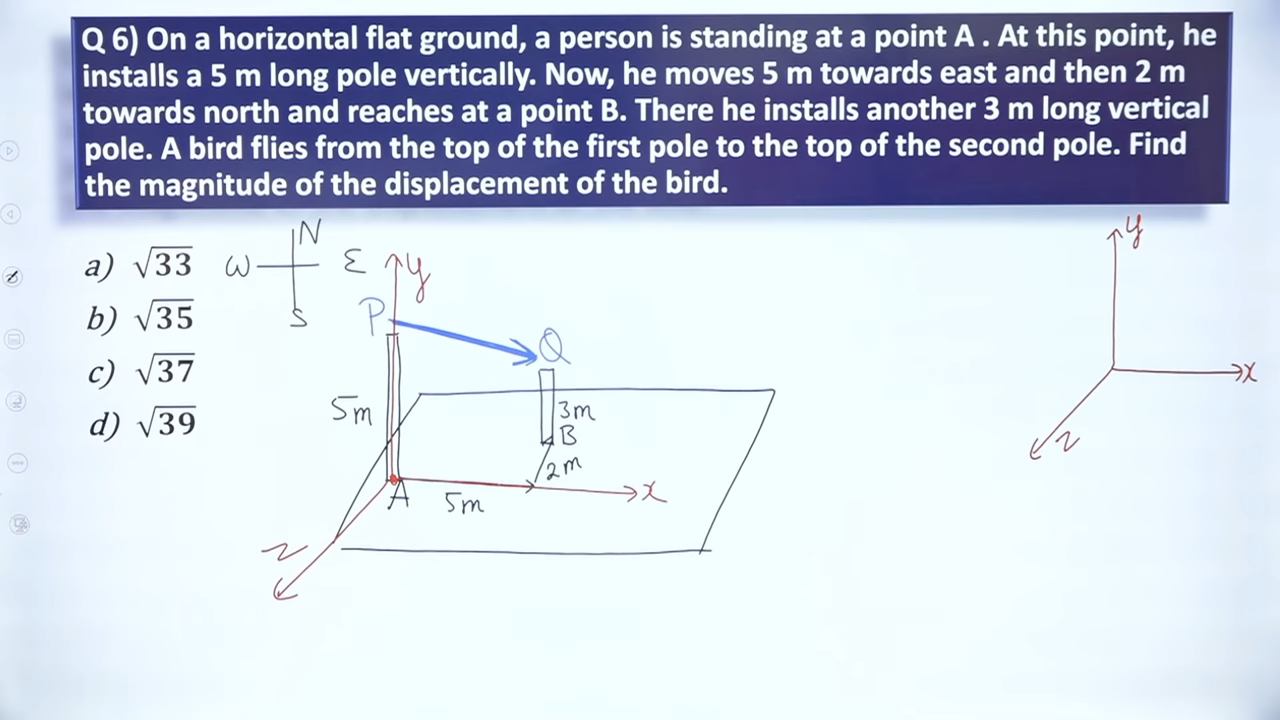 Q 6) On a horizontal flat ground, a person is standing at a point A . At this point, he
installs a 5 m long pole vertically. Now, he moves 5 m towards east and then 2 m
towards north and reaches at a point B. There he installs another 3 m long vertical
pole. A bird flies from the top of the first pole to the top of the second pole. Find
the magnitude of the displacement of the bird.
a) √33
b) √35
c) √37
d) √39
N
W
E
S
y
P
Q
5m
3m
B
2m
A
5m
x
z
y
x
z